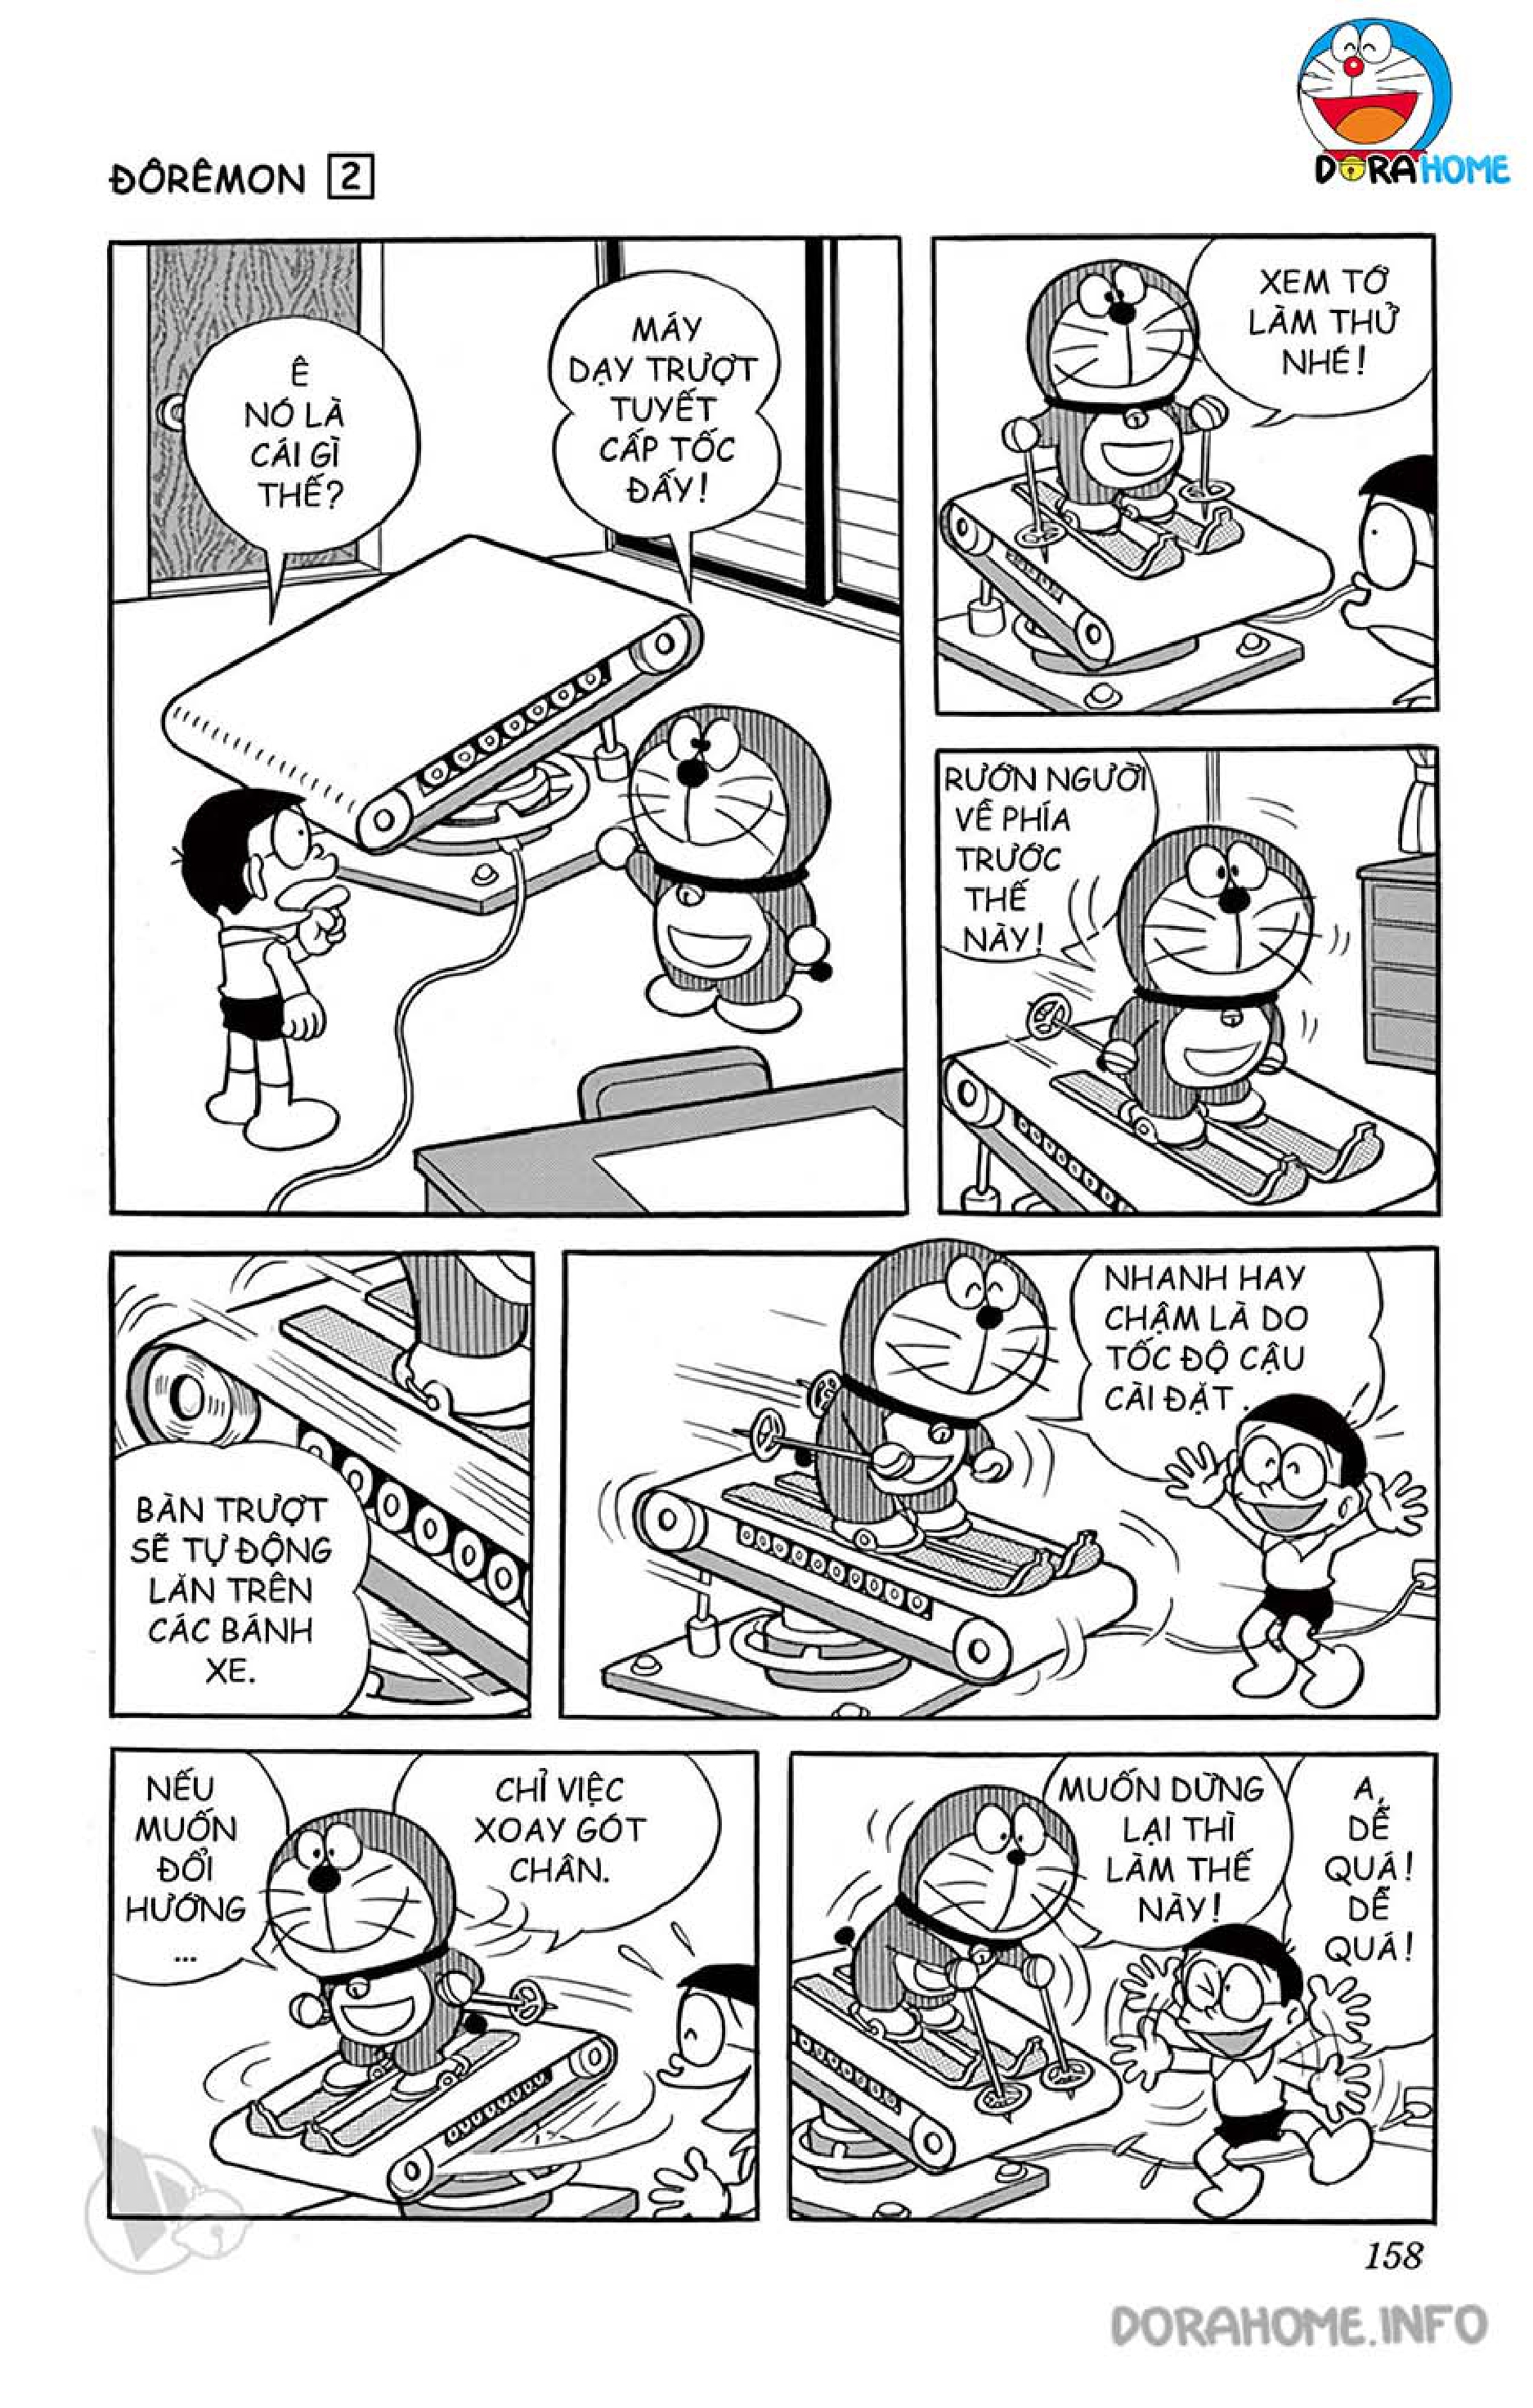 DORAHOME
ĐÔRÊMON 2
Ê
NÓ LÀ
CÁI GÌ
THẾ?
MÁY
DẠY TRƯỢT
TUYẾT
CẤP TỐC
ĐẤY!
XEM TỚ
LÀM THỬ
NHÉ!
RƯỚN NGƯỜI
VỀ PHÍA
TRƯỚC
THẾ
NÀY!
BÀN TRƯỢT
SẼ TỰ ĐỘNG
LĂN TRÊN
CÁC BÁNH
XE.
NHANH HAY
CHẬM LÀ DO
TỐC ĐỘ CẬU
CÀI ĐẶT.
NẾU
MUỐN
ĐỔI
HƯỚNG
...
CHỈ VIỆC
XOAY GÓT
CHÂN.
MUỐN DỪNG
LẠI THÌ
LÀM THẾ
NÀY!
A,
DỄ
QUÁ!
DỄ
QUÁ!
158
DORAHOME.INFO